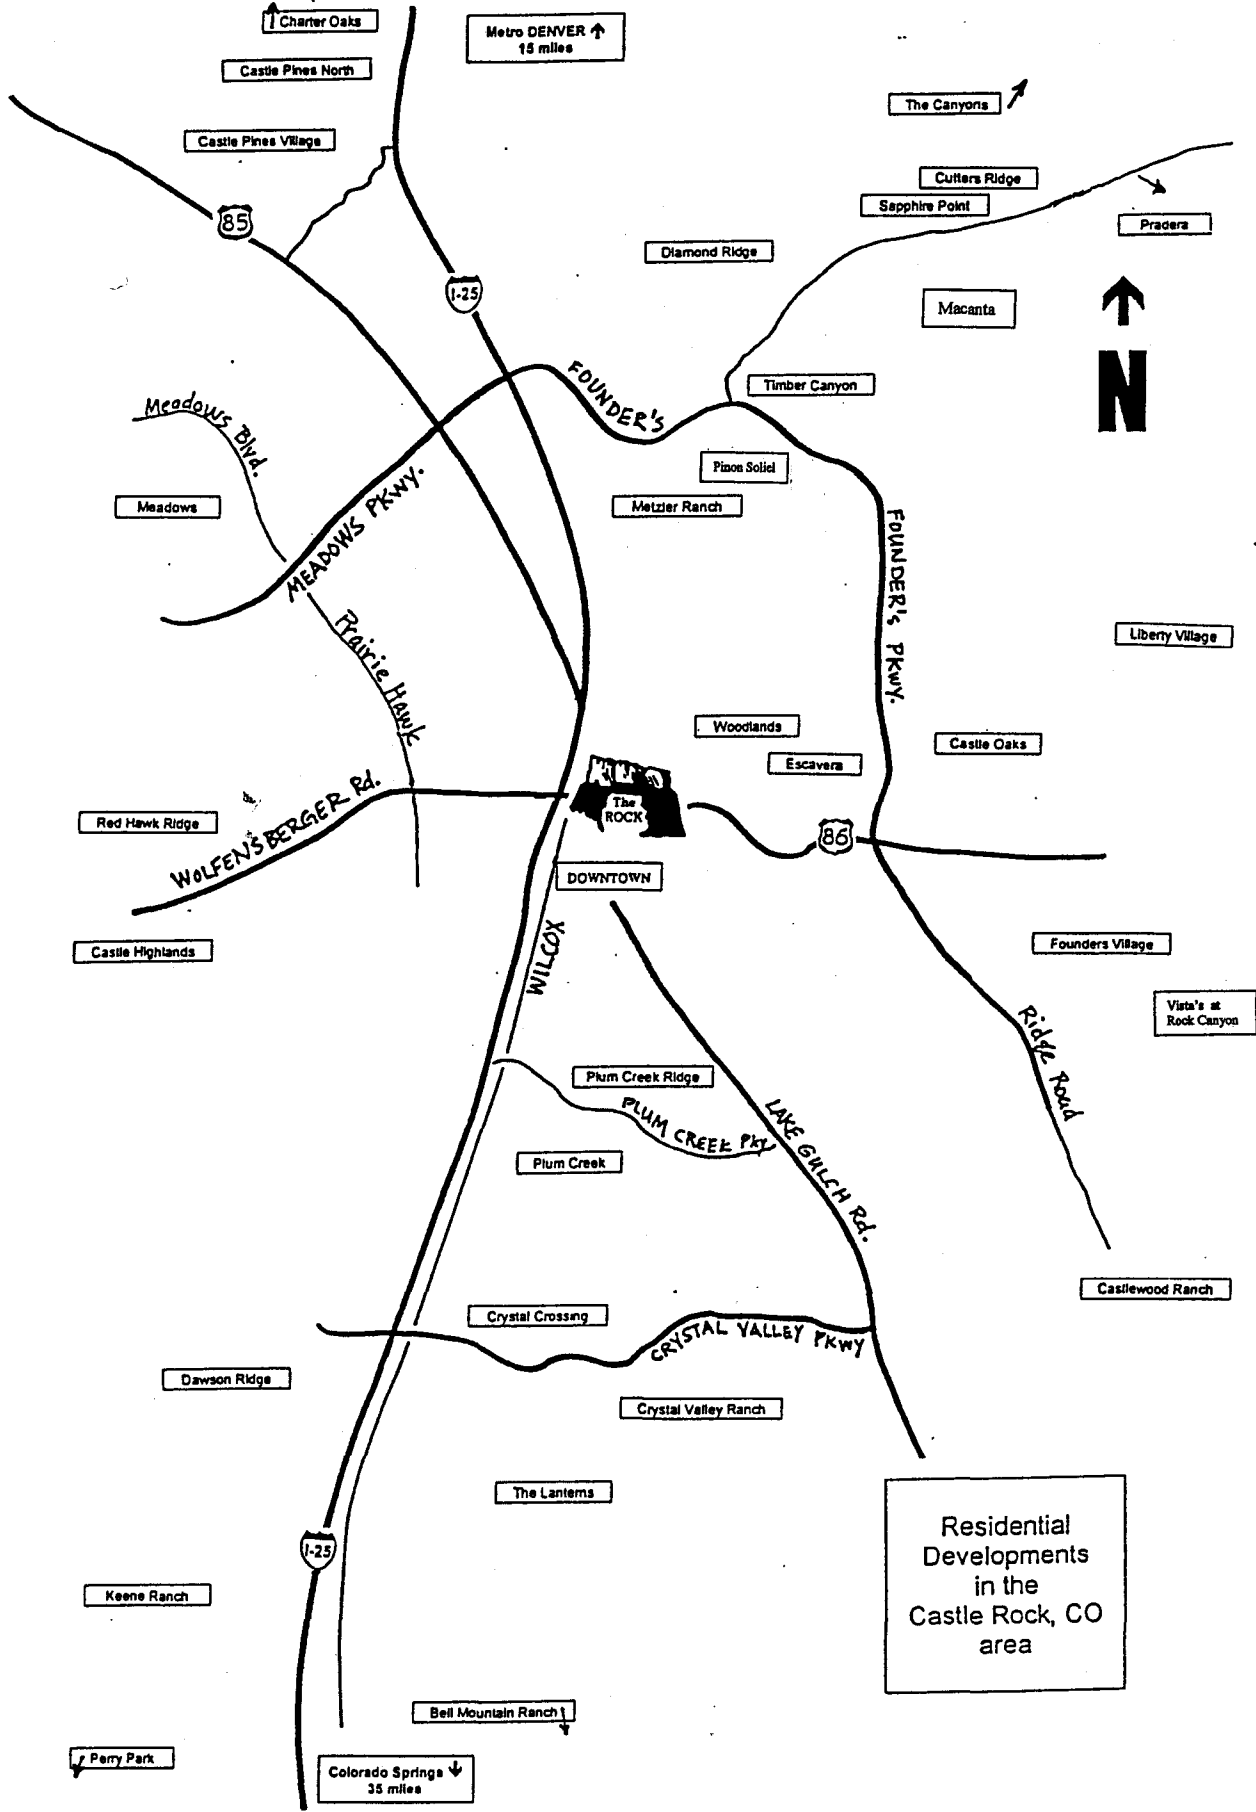 Charter Oaks
Metro DENVER ↑
15 miles
Castle Pines North
The Canyons
Castle Pines Village
Cutters Ridge
Sapphire Point
Pradera
85
Diamond Ridge
I-25
Macanta
N
Timber Canyon
FOUNDER'S
Meadows Blvd.
Pinon Soliel
Meadows
MEADOWS PKWY.
Metzler Ranch
FOUNDER'S PKWY.
Liberty Village
Prairie Hawk
Woodlands
Castle Oaks
Escavera
The
ROCK
Red Hawk Ridge
WOLFENSBERGER Rd.
86
DOWNTOWN
Castle Highlands
WILCOX
Founders Village
Vista's at
Rock Canyon
Ridge Road
Plum Creek Ridge
PLUM CREEK PKY
LAKE GULCH Rd.
Plum Creek
Castlewood Ranch
Crystal Crossing
CRYSTAL VALLEY PKWY
Dawson Ridge
Crystal Valley Ranch
The Lanterns
Residential
Developments
in the
Castle Rock, CO
area
I-25
Keene Ranch
Bell Mountain Ranch
Perry Park
Colorado Springs ↓
35 miles